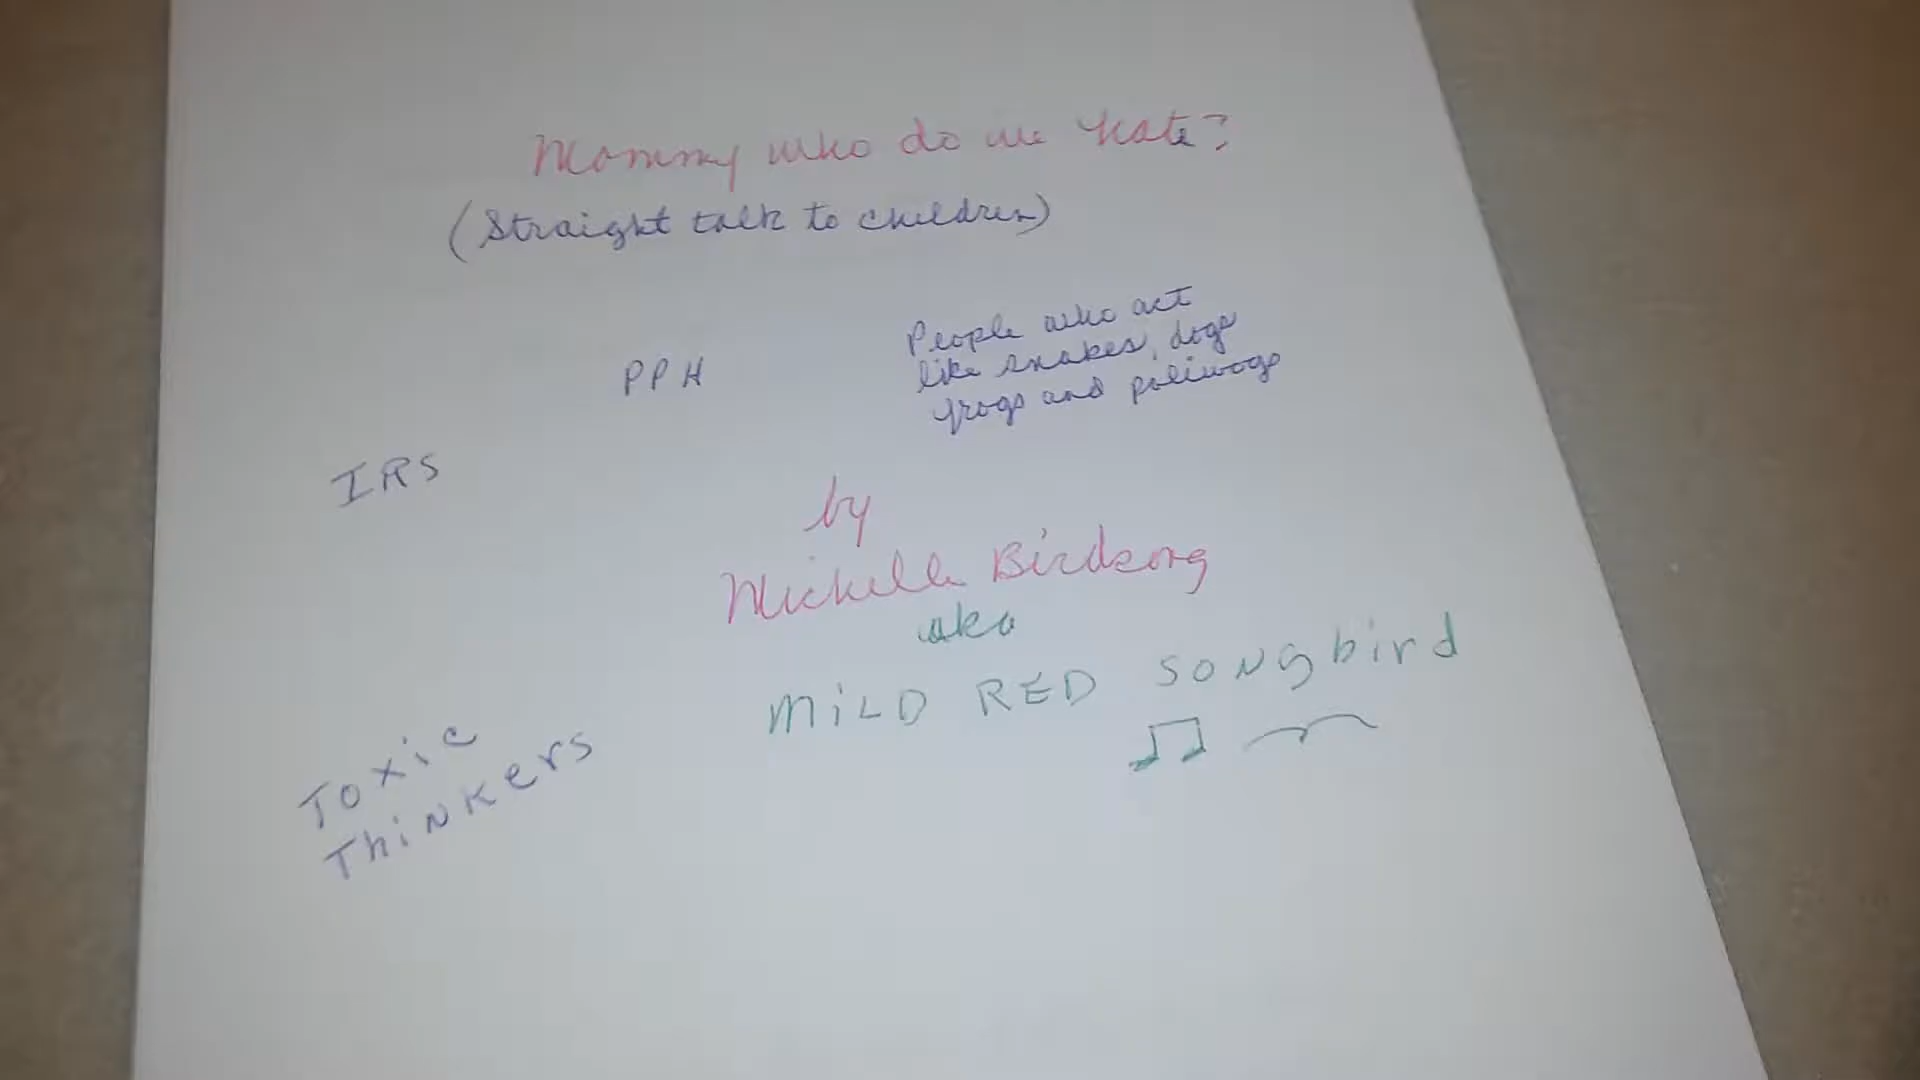 Mommy who do we hate?
(Straight talk to children)
PPH
People who act
like snakes, dogs
frogs and poliwogs
IRS
by
Michelle Birdsong
aka
MiLD RED SONgbird
Toxic
ThiNKers